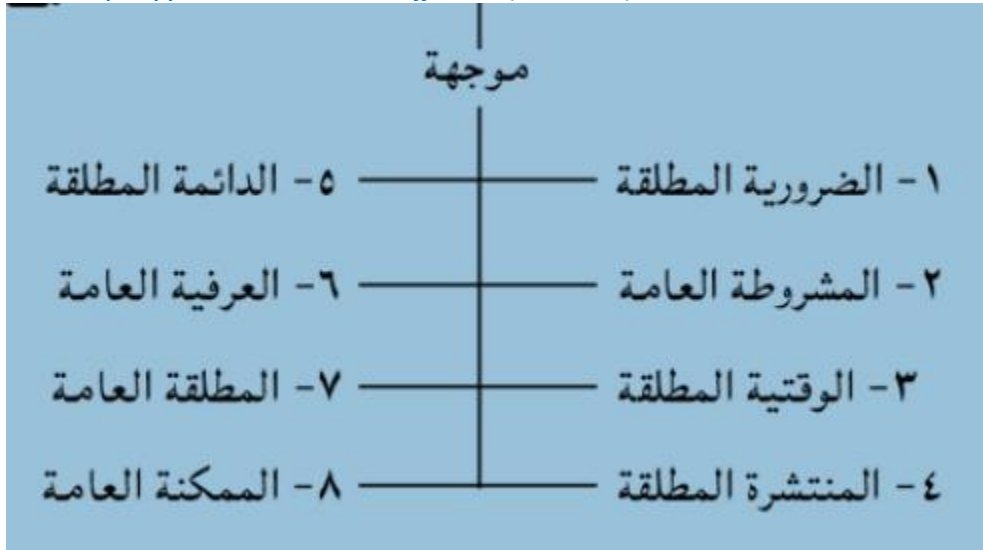 موجهة
١- الضرورية المطلقة
٥- الدائمة المطلقة
٢- المشروطة العامة
٦- العرفية العامة
٣- الوقتية المطلقة
٧- المطلقة العامة
٤- المنتشرة المطلقة
٨- الممكنة العامة